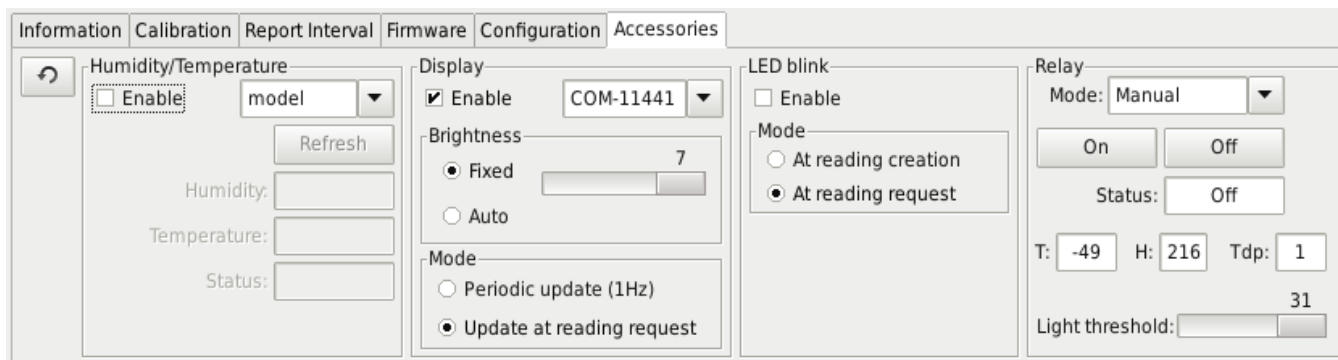 Information Calibration Report Interval Firmware Configuration Accessories
Humidity/Temperature
Enable model
Refresh
Humidity:
Temperature:
Status:
Display
Enable COM-11441
Brightness
7
Fixed
Auto
Mode
Periodic update (1Hz)
Update at reading request
LED blink
Enable
Mode
At reading creation
At reading request
Relay
Mode: Manual
On Off
Status: Off
T: -49 H: 216 Tdp: 1
31
Light threshold: